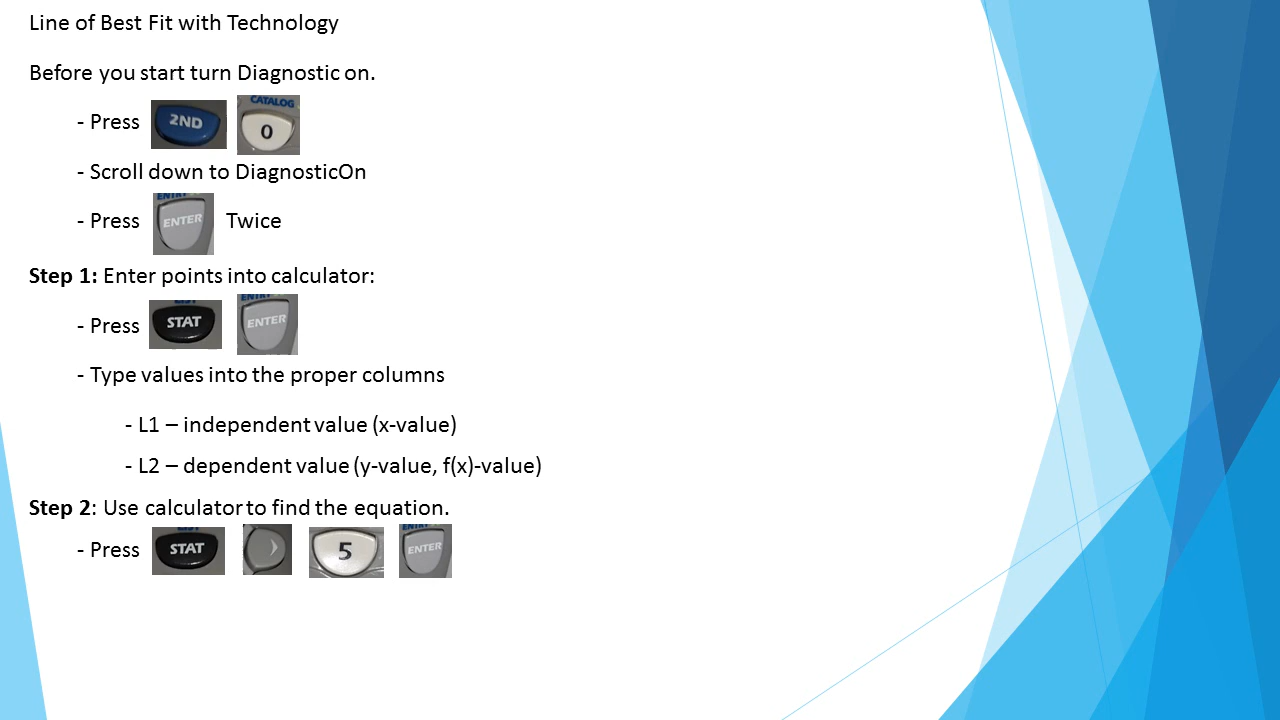 Line of Best Fit with Technology
Before you start turn Diagnostic on.
CATALOG
- Press 2ND 0
- Scroll down to DiagnosticOn
- Press ENTER Twice
Step 1: Enter points into calculator:
- Press STAT ENTER
- Type values into the proper columns
- L1 – independent value (x-value)
- L2 – dependent value (y-value, f(x)-value)
Step 2: Use calculator to find the equation.
- Press STAT 5 ENTER